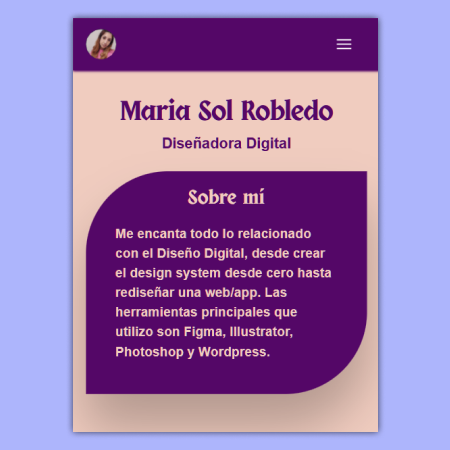 Maria Sol Robledo
Diseñadora Digital
Sobre mí
Me encanta todo lo relacionado
con el Diseño Digital, desde crear
el design system desde cero hasta
rediseñar una web/app. Las
herramientas principales que
utilizo son Figma, Illustrator,
Photoshop y Wordpress.